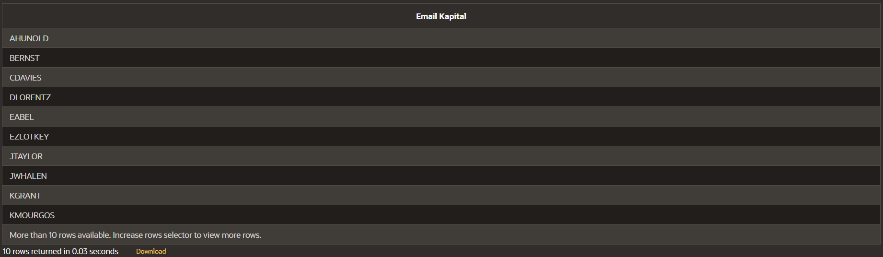 Email Kapital
AHUNOLD
BERNST
CDAVIES
DLORENTZ
EABEL
EZLOTKEY
JTAYLOR
JWHALEN
KGRANT
KMOURGOS
More than 10 rows available. Increase rows selector to view more rows.
10 rows returned in 0.03 seconds Download